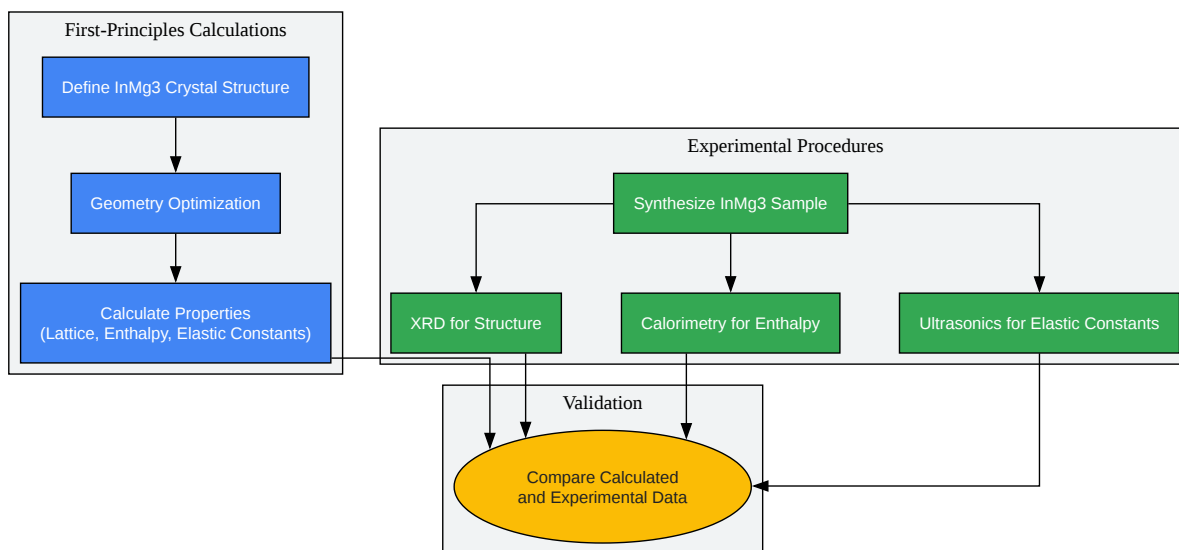 First-Principles Calculations
Define InMg3 Crystal Structure
Geometry Optimization
Calculate Properties
(Lattice, Enthalpy, Elastic Constants)
Experimental Procedures
Synthesize InMg3 Sample
XRD for Structure
Calorimetry for Enthalpy
Ultrasonics for Elastic Constants
Validation
Compare Calculated
and Experimental Data